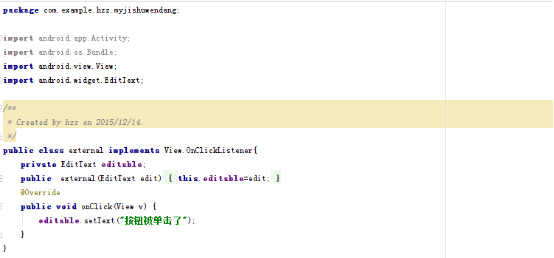 package com.example.hzz.myjishuwendang;
import android.app.Activity;
import android.os.Bundle;
import android.view.View;
import android.widget.EditText;
/**
* Created by hzz on 2015/12/14.
*/
public class external implements View.OnClickListener{
private EditText editable;
public external(EditText edit) { this.editable=edit; }
@Override
public void onClick(View v) {
editable.setText("按钮被单击了");
}
}